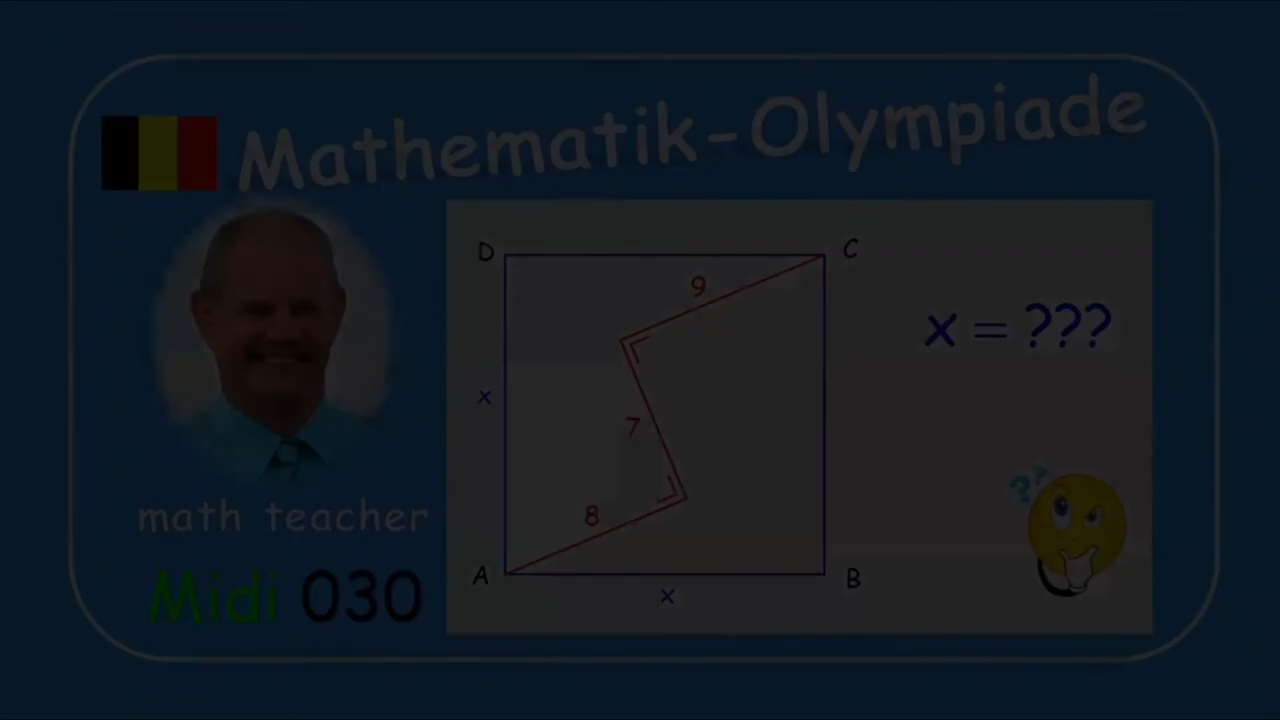 Mathematik-Olympiade
D
C
9
x = ???
x
7
8
??
A
B
x
math teacher
Midi 030